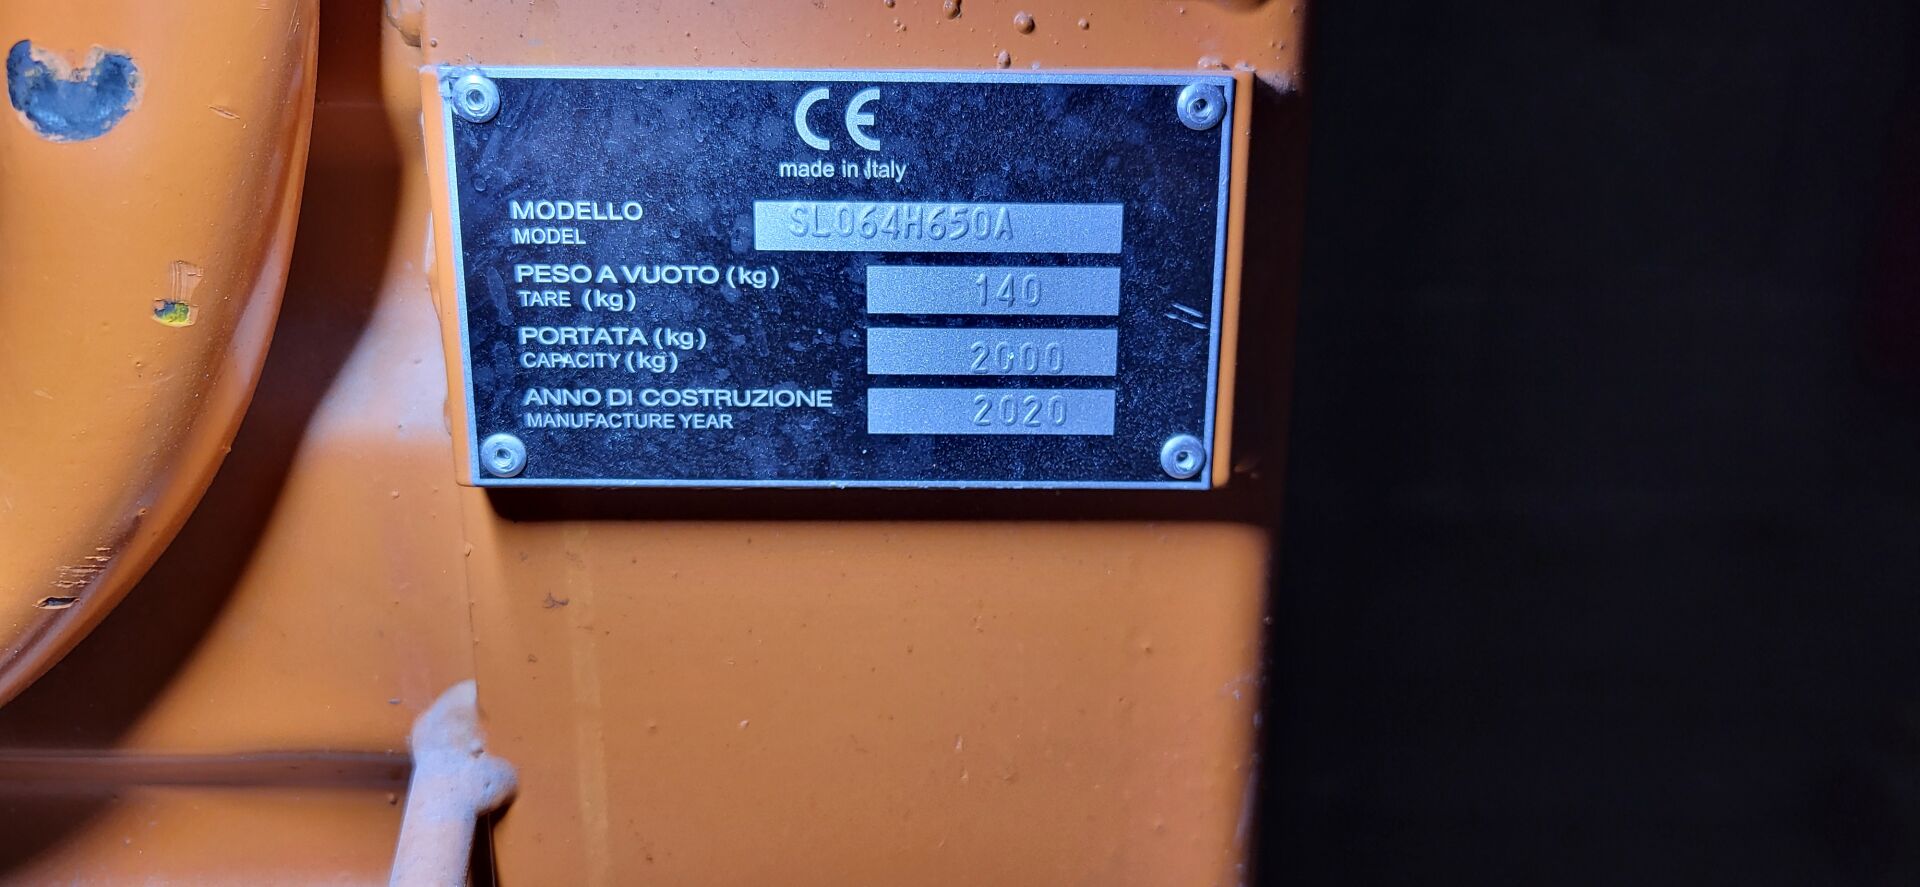 CE
made in Italy
MODELLO SL064H650A
MODEL
PESO A VUOTO (kg) 140
TARE (kg)
PORTATA (kg.) 2000
CAPACITY (kg)
ANNO DI COSTRUZIONE 2020
MANUFACTURE YEAR